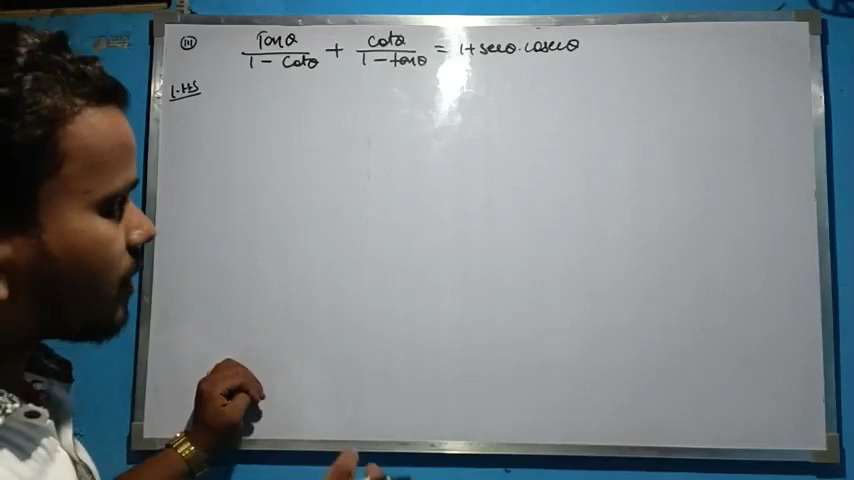 (iii) Tanθ / 1 - Cotθ + cotθ / 1 - tanθ = 1 + secθ . cosecθ
L.H.S